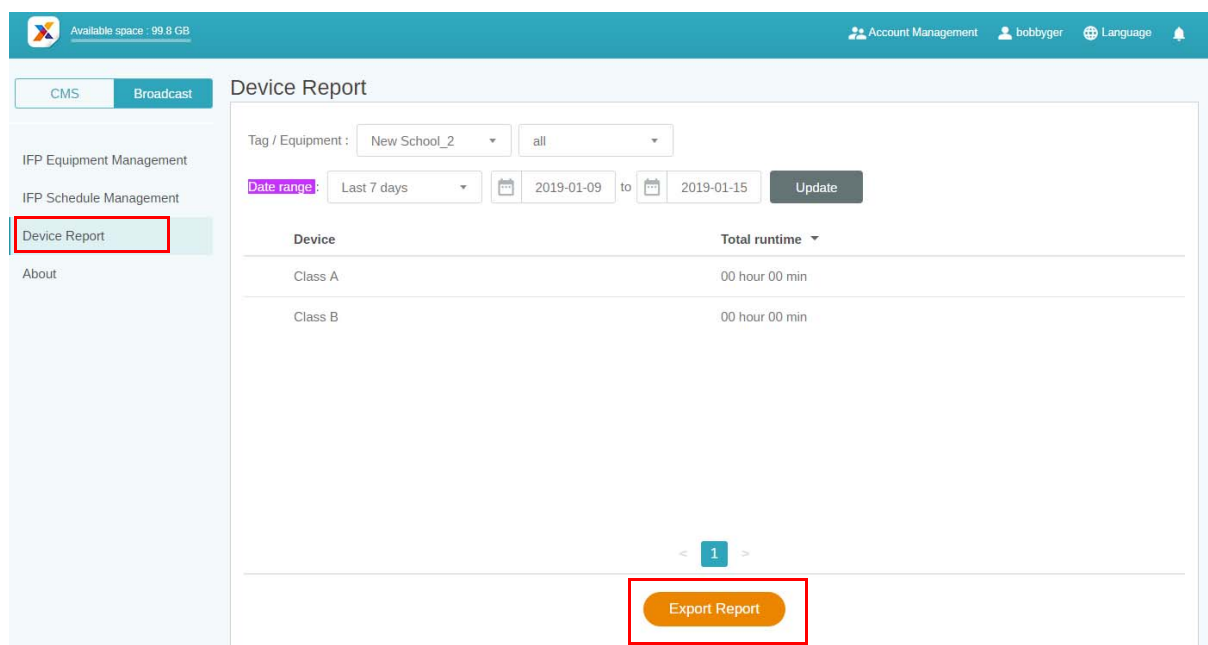 Available space : 99.8 GB
Account Management bobbyger Language
CMS Broadcast
IFP Equipment Management
IFP Schedule Management
Device Report
About
Device Report
Tag / Equipment : New School_2 all
Date range : Last 7 days 2019-01-09 to 2019-01-15 Update
Device Total runtime
Class A 00 hour 00 min
Class B 00 hour 00 min
< 1 >
Export Report